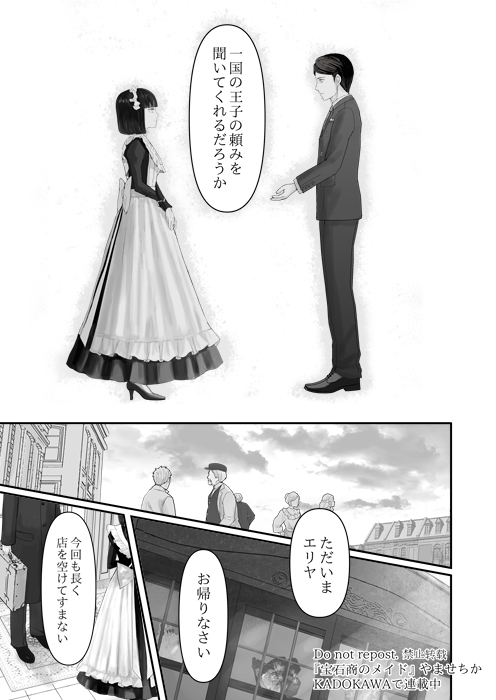 一国の王子の頼みを
聞いてくれるだろうか
ただいま
エリヤ
お帰りなさい
今回も長く
店を空けてすまない
Do not repost. 禁止转载
『宝石商のメイド』やませちか
KADOKAWAで連載中